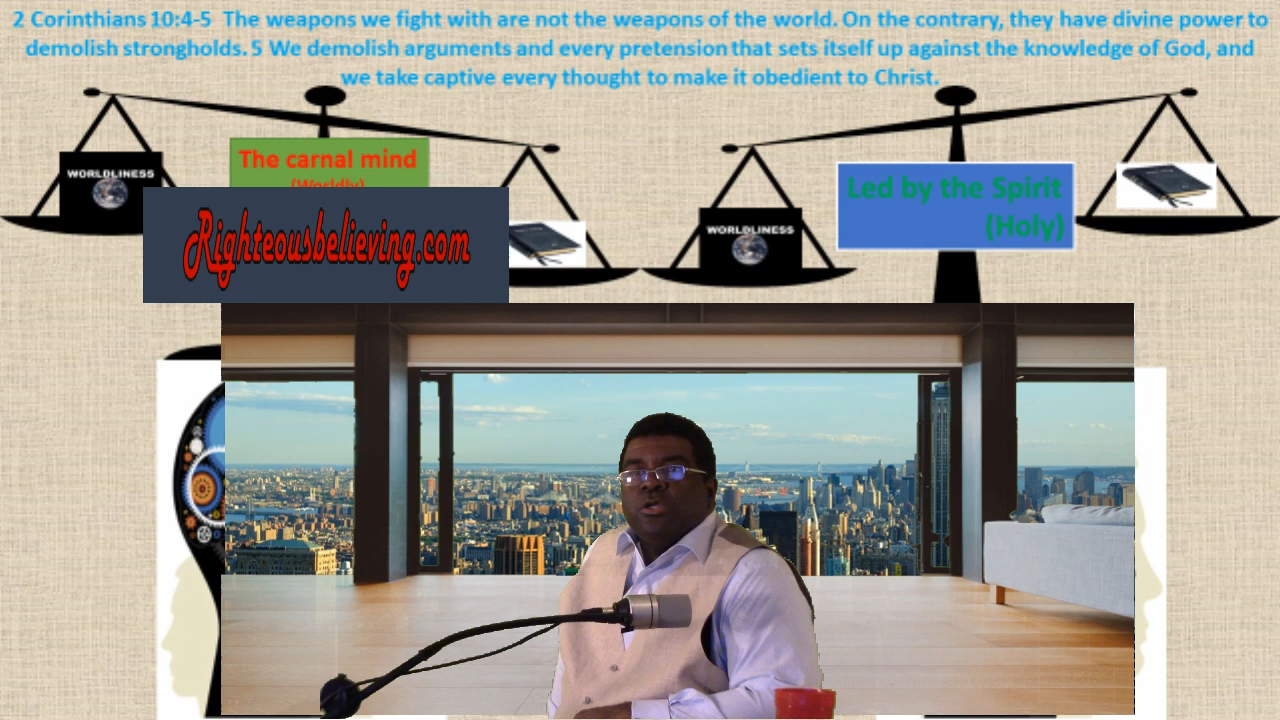 2 Corinthians 10:4-5 The weapons we fight with are not the weapons of the world. On the contrary, they have divine power to
demolish strongholds. 5 We demolish arguments and every pretension that sets itself up against the knowledge of God, and
we take captive every thought to make it obedient to Christ.
The carnal mind
(Worldly)
WORLDLINESS
Righteousbelieving.com
Led by the Spirit
(Holy)
WORLDLINESS